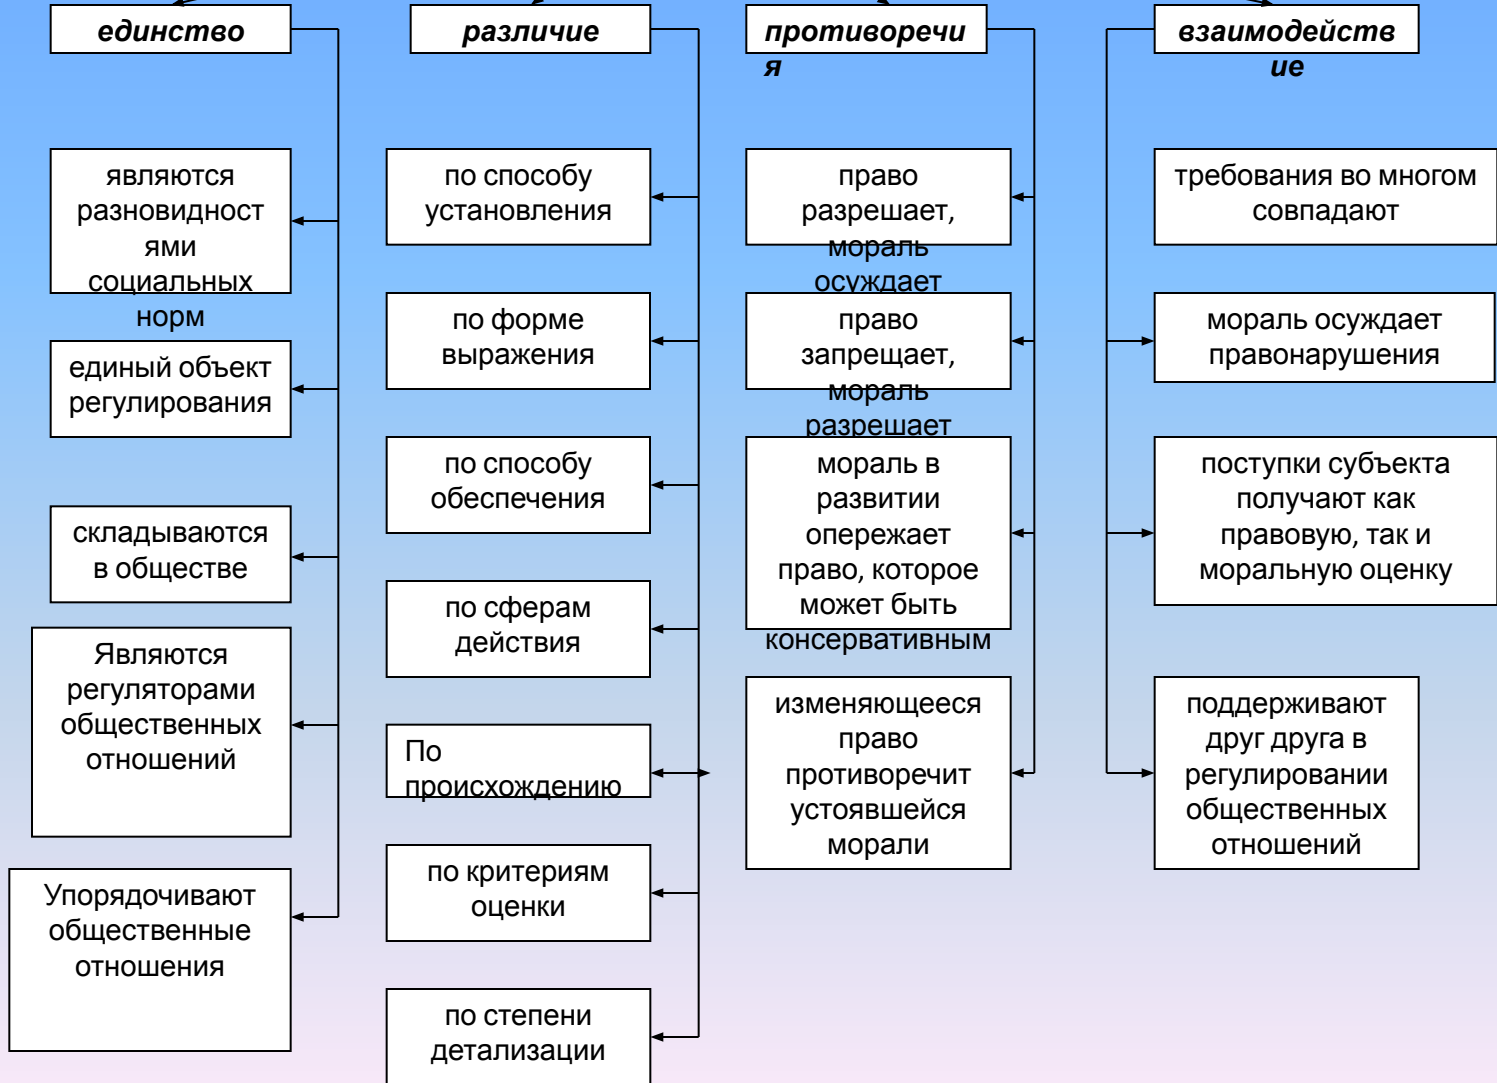 единство
являются
разновидност
ями
социальных
норм
единый объект
регулирования
складываются
в обществе
Являются
регуляторами
общественных
отношений
Упорядочивают
общественные
отношения
различие
по способу
установления
по форме
выражения
по способу
обеспечения
по сферам
действия
По
происхождению
по критериям
оценки
по степени
детализации
противоречи
я
право
разрешает,
мораль
осуждает
право
запрещает,
мораль
разрешает
мораль в
развитии
опережает
право, которое
может быть
консервативным
изменяющееся
право
противоречит
устоявшейся
морали
взаимодейств
ие
требования во многом
совпадают
мораль осуждает
правонарушения
поступки субъекта
получают как
правовую, так и
моральную оценку
поддерживают
друг друга в
регулировании
общественных
отношений